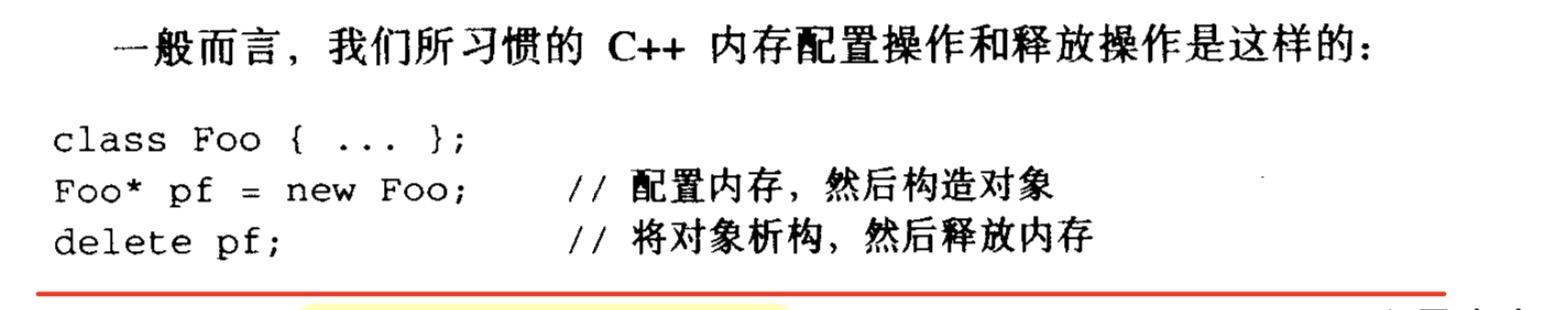 一般而言，我们所习惯的 C++ 内存配置操作和释放操作是这样的：
class Foo { ... };
Foo* pf = new Foo; // 配置内存，然后构造对象
delete pf; // 将对象析构，然后释放内存